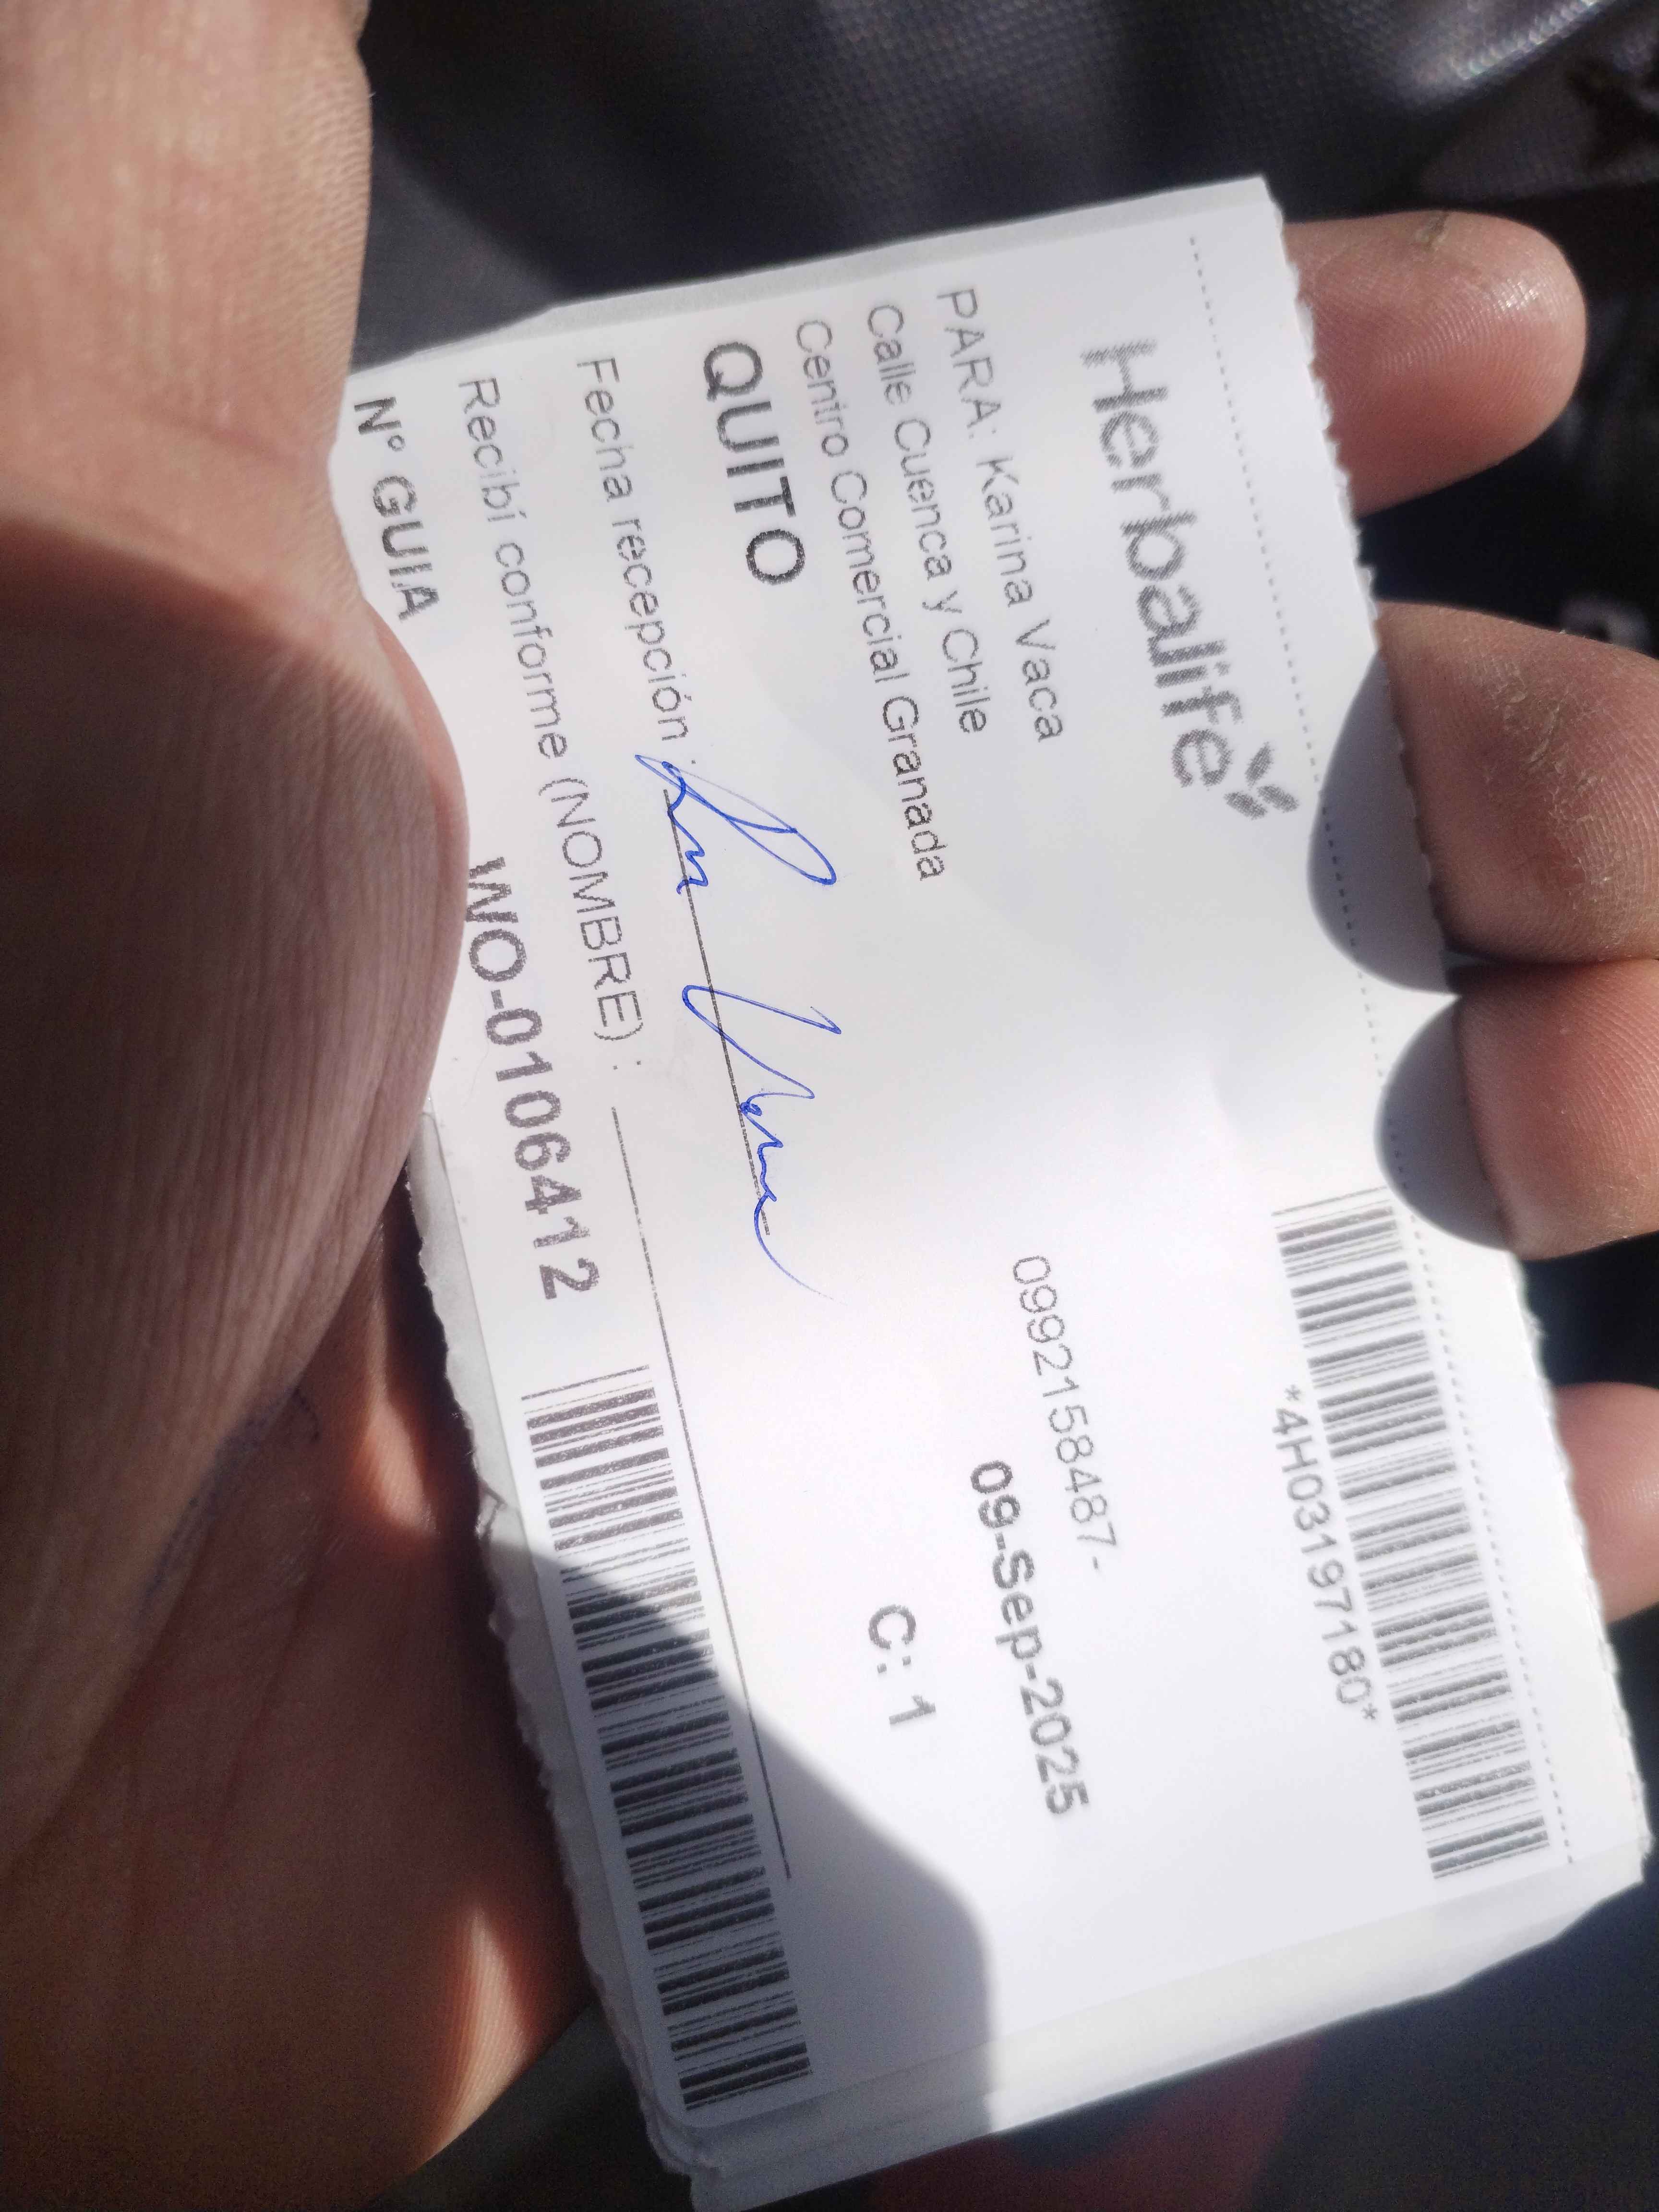 Herbalife
*4H03197180*
PARA: Karina Vaca
0992158487-
Calle Cuenca y Chile
09-Sep-2025
Centro Comercial Granada
QUITO
C: 1
Fecha recepción :
Recibí conforme (NOMBRE) :
Nº GUIA WO-0106412